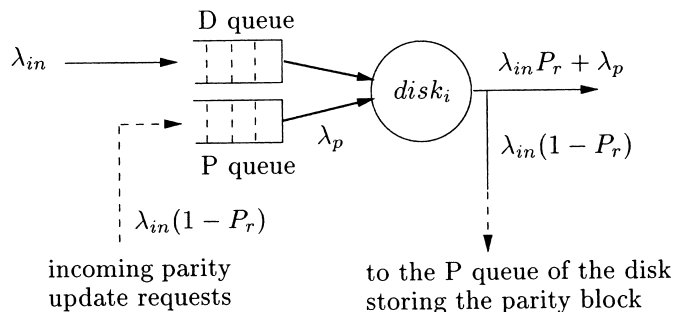 D queue
λ_in
λ_in P_r + λ_p
disk_i
λ_p
λ_in(1 − P_r)
P queue
λ_in(1 − P_r)
incoming parity
update requests
to the P queue of the disk
storing the parity block